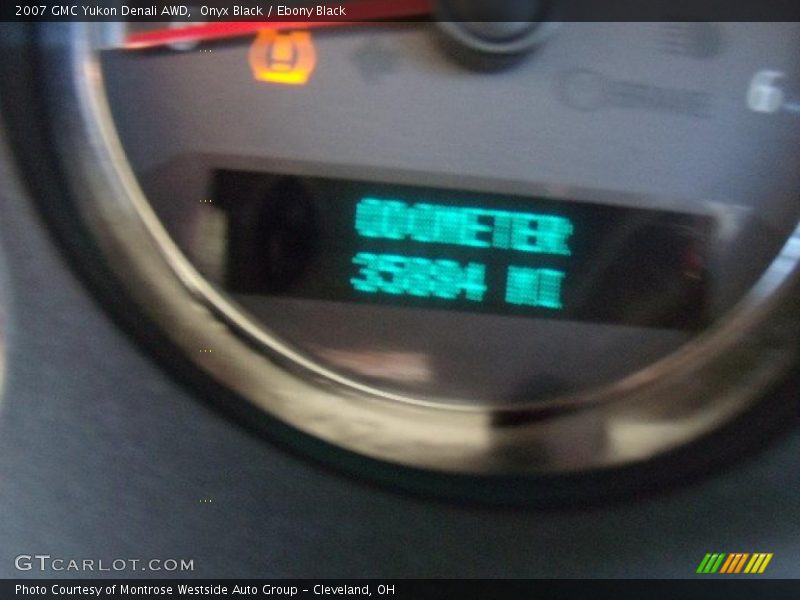 2007 GMC Yukon Denali AWD, Onyx Black / Ebony Black
ODOMETER
MI
GTCARLOT.COM
Photo Courtesy of Montrose Westside Auto Group - Cleveland, OH